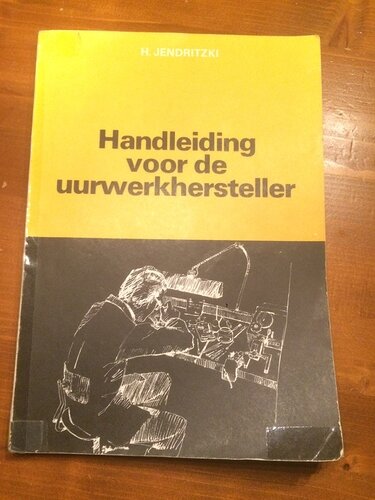 H. JENDRITZKI
Handleiding
voor de
uurwerkhersteller